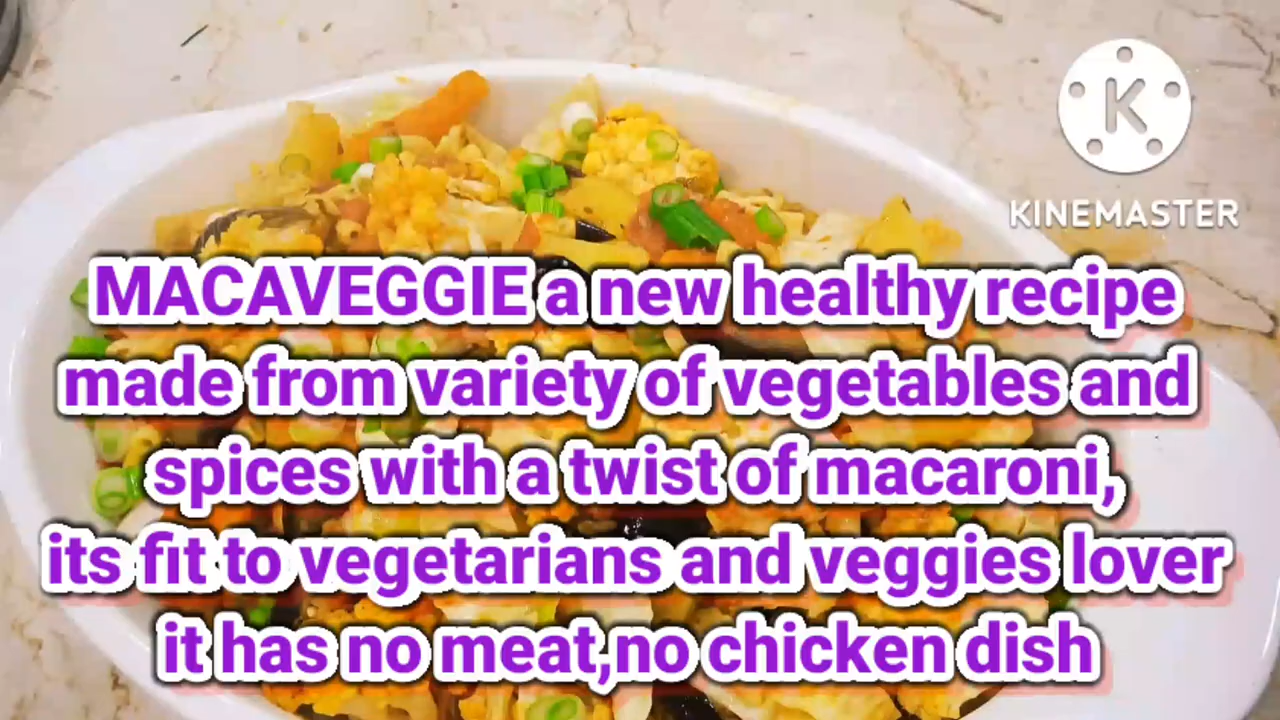 K
KINEMASTER
MACAVEGGIE a new healthy recipe
made from variety of vegetables and
spices with a twist of macaroni,
its fit to vegetarians and veggies lover
it has no meat,no chicken dish